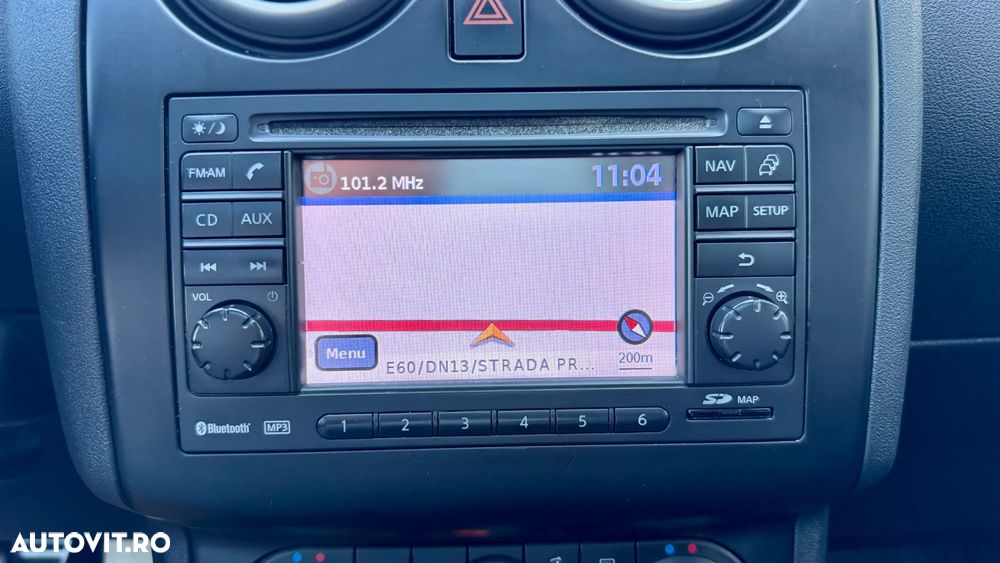 FM·AM
CD AUX
VOL
101.2 MHz 11:04
Menu E60/DN13/STRADA PR... 200m
NAV
MAP SETUP
SD MAP
Bluetooth MP3 1 2 3 4 5 6
AUTOVIT.RO